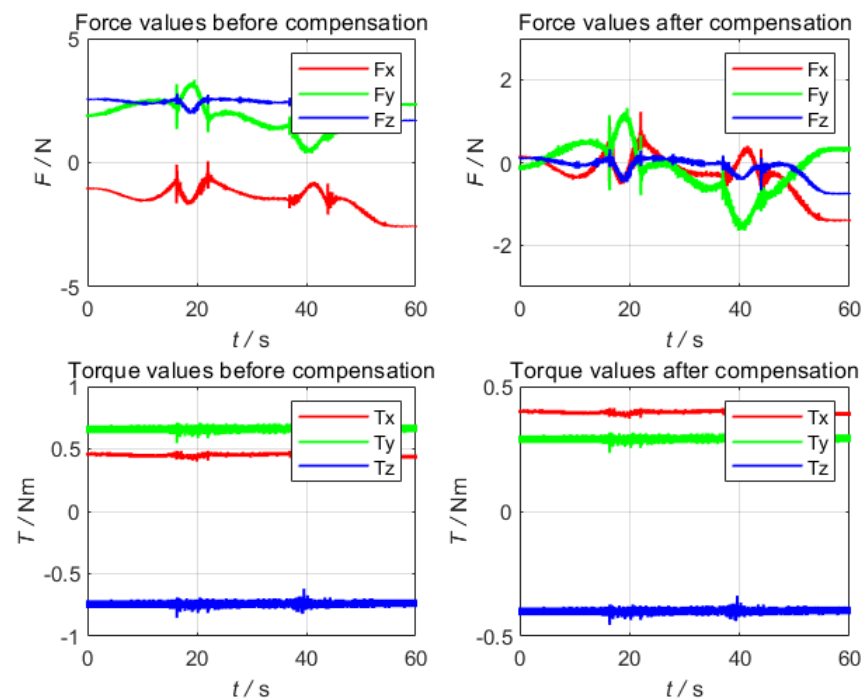 Force values before compensation
5
0
-5
F / N
Fx
Fy
Fz
0
20
40
60
t / s
Force values after compensation
2
0
-2
F / N
Fx
Fy
Fz
0
20
40
60
t / s
Torque values before compensation
1
0.5
0
-0.5
-1
T / Nm
Tx
Ty
Tz
0
20
40
60
t / s
Torque values after compensation
0.5
0
-0.5
T / Nm
Tx
Ty
Tz
0
20
40
60
t / s